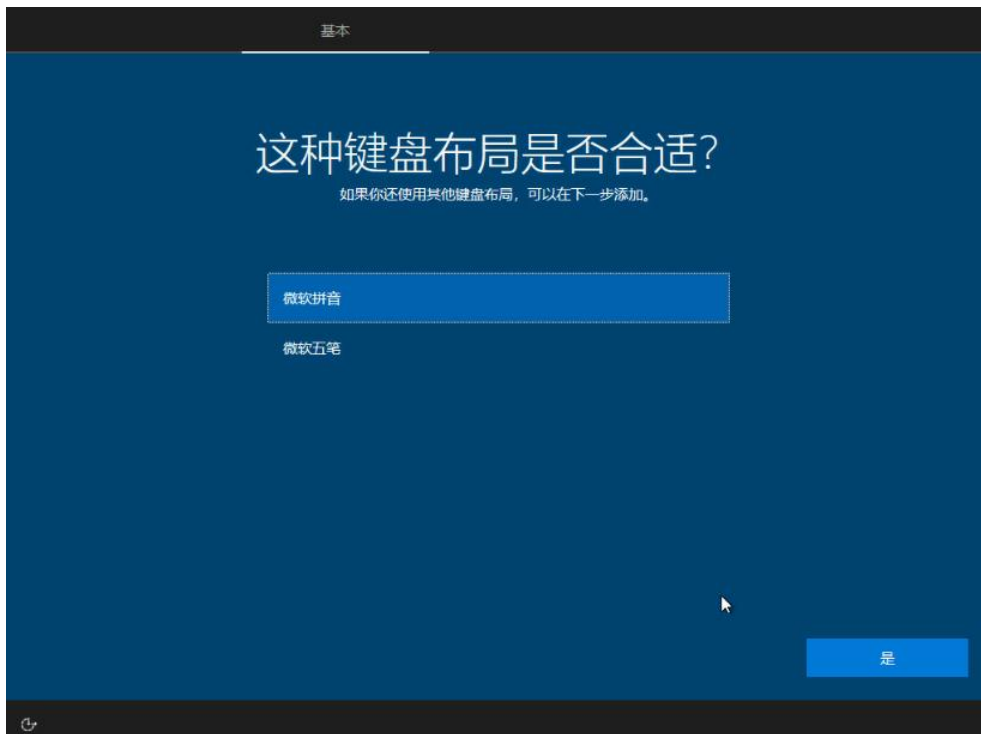 基本
这种键盘布局是否合适?
如果你还使用其他键盘布局，可以在下一步添加。
微软拼音
微软五笔
是